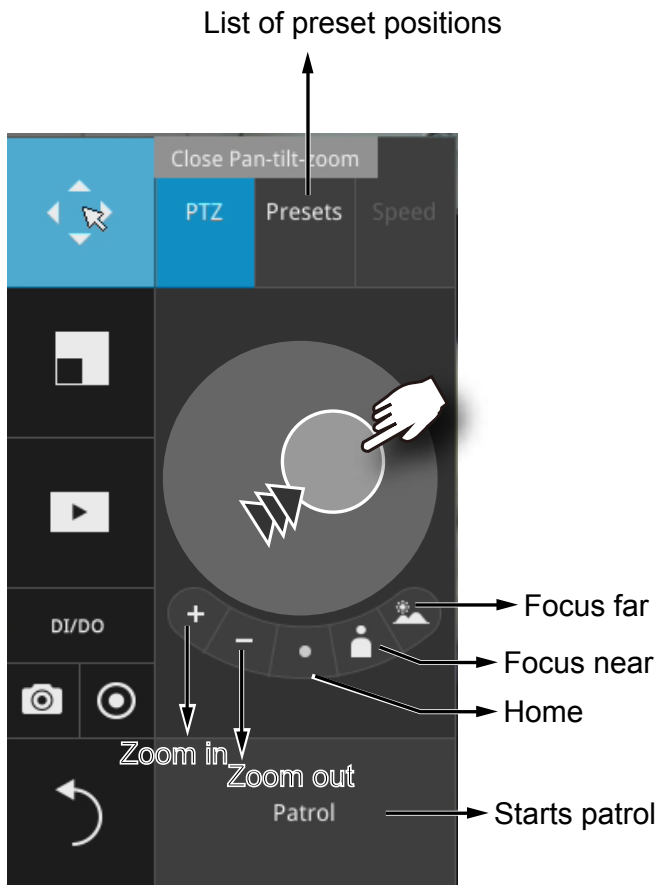 List of preset positions
Close Pan-tilt-zoom
PTZ
Presets
Speed
DI/DO
Focus far
Focus near
Home
Zoom in
Zoom out
Patrol
Starts patrol